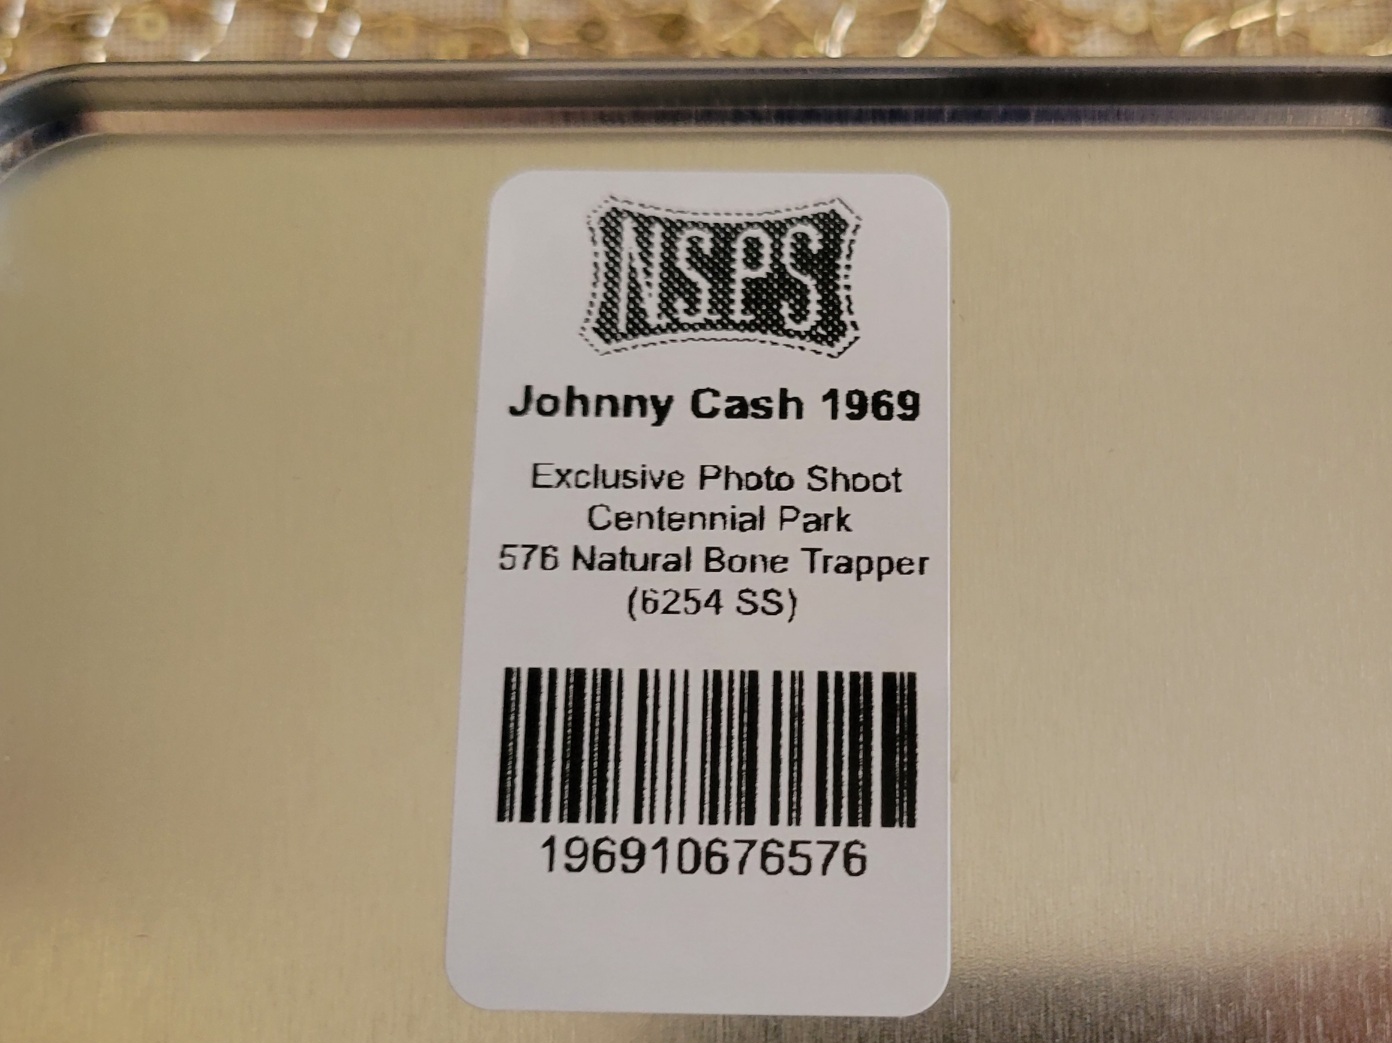 NSPS
Johnny Cash 1969
Exclusive Photo Shoot
Centennial Park
576 Natural Bone Trapper
(6254 SS)
196910676576